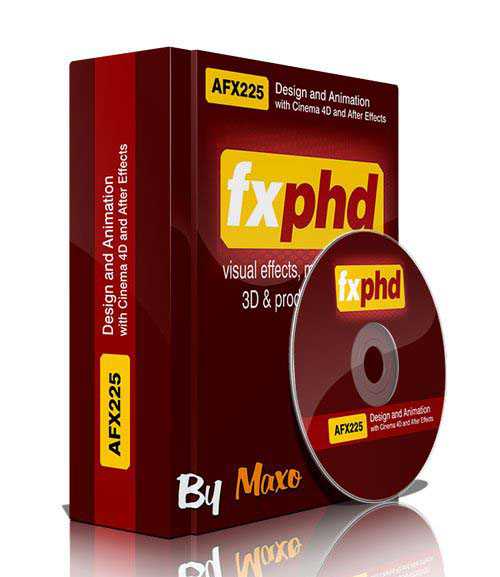 AFX225
Design and Animation
with Cinema 4D and After Effects
fxphd
visual effects,
3D &
By Maxo
Design and Animation
with Cinema 4D and After Effects
AFX225
fxphd
AFX225
Design and Animation
with Cinema 4D and After Effects